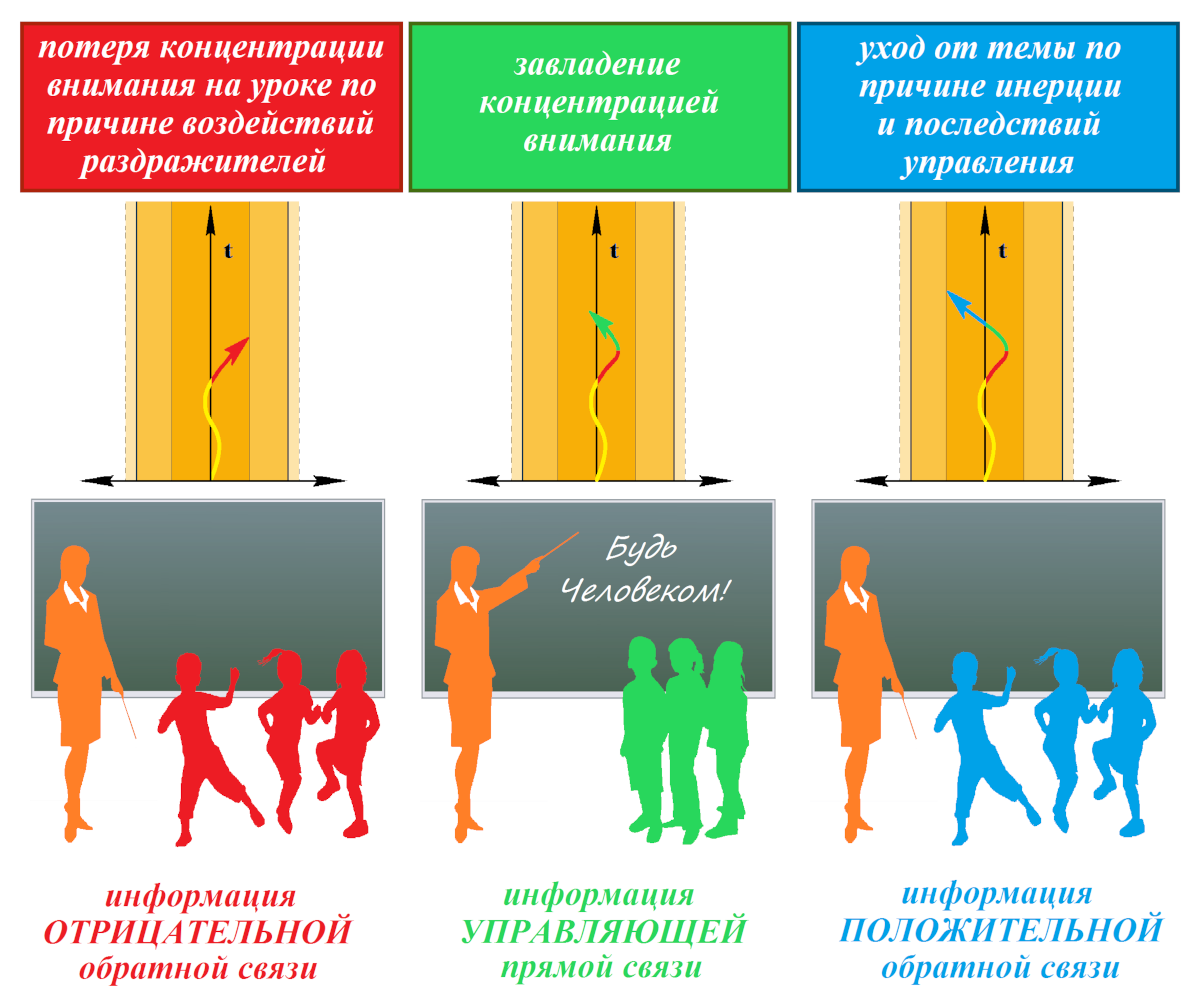 потеря концентрации
внимания на уроке по
причине воздействий
раздражителей
завладение
концентрацией
внимания
уход от темы по
причине инерции
и последствий
управления
t
t
t
Будь
Человеком!
информация
ОТРИЦАТЕЛЬНОЙ
обратной связи
информация
УПРАВЛЯЮЩЕЙ
прямой связи
информация
ПОЛОЖИТЕЛЬНОЙ
обратной связи